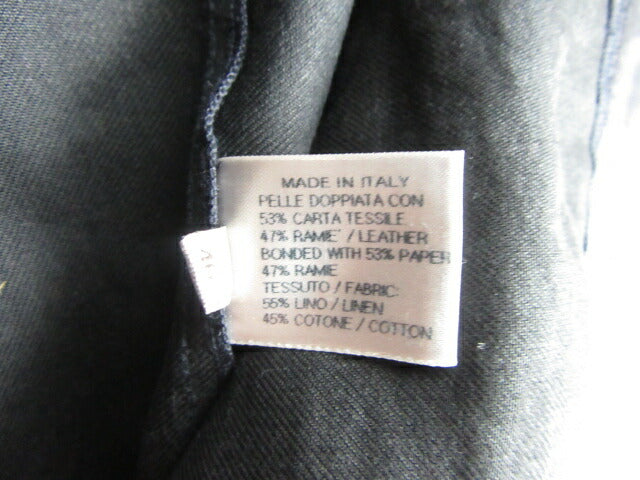 MADE IN ITALY
PELLE DOPPIATA CON
53% CARTA TESSILE
47% RAMIE' / LEATHER
BONDED WITH 53% PAPER
47% RAMIE
TESSUTO / FABRIC:
55% LINO / LINEN
45% COTONE / COTTON